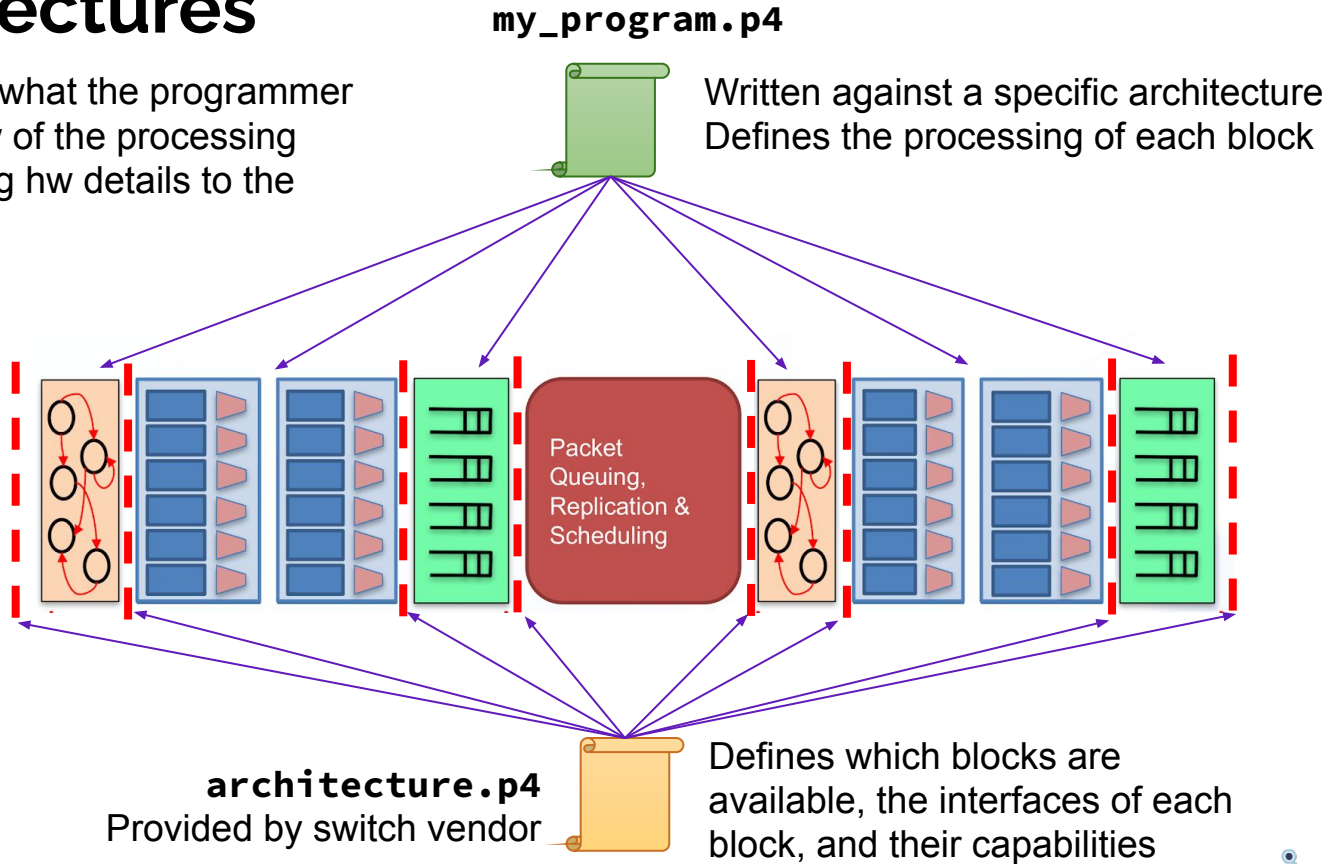 ectures
my_program.p4
what the programmer
of the processing
hw details to the
Written against a specific architecture
Defines the processing of each block
Packet
Queuing,
Replication &
Scheduling
architecture.p4
Provided by switch vendor
Defines which blocks are
available, the interfaces of each
block, and their capabilities